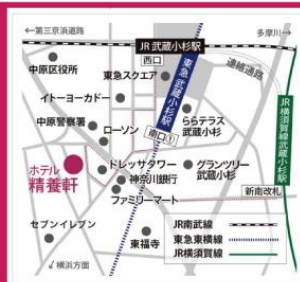 ←第三京浜道路
多摩川→
JR 武蔵小杉駅
中原区役所
西口
東急スクエア
連絡通路
東急 武蔵小杉駅
イトーヨーカドー
ららテラス
武蔵小杉
中原警察署
ローソン
南口①
JR横須賀線武蔵小杉駅
ホテル
精養軒
ドレッサタワー
神奈川銀行
グランツリー
武蔵小杉
ファミリーマート
新南改札
セブンイレブン
東福寺
↙横浜方面
JR南武線
東急東横線
JR横須賀線